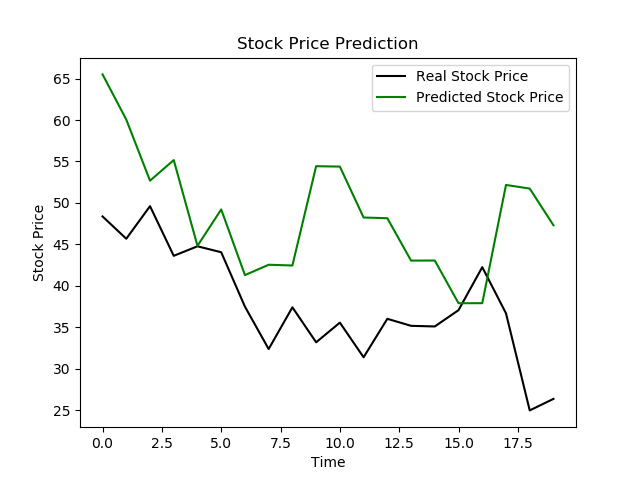 Stock Price Prediction
Real Stock Price
Predicted Stock Price
Stock Price
65
60
55
50
45
40
35
30
25
0.0 2.5 5.0 7.5 10.0 12.5 15.0 17.5
Time